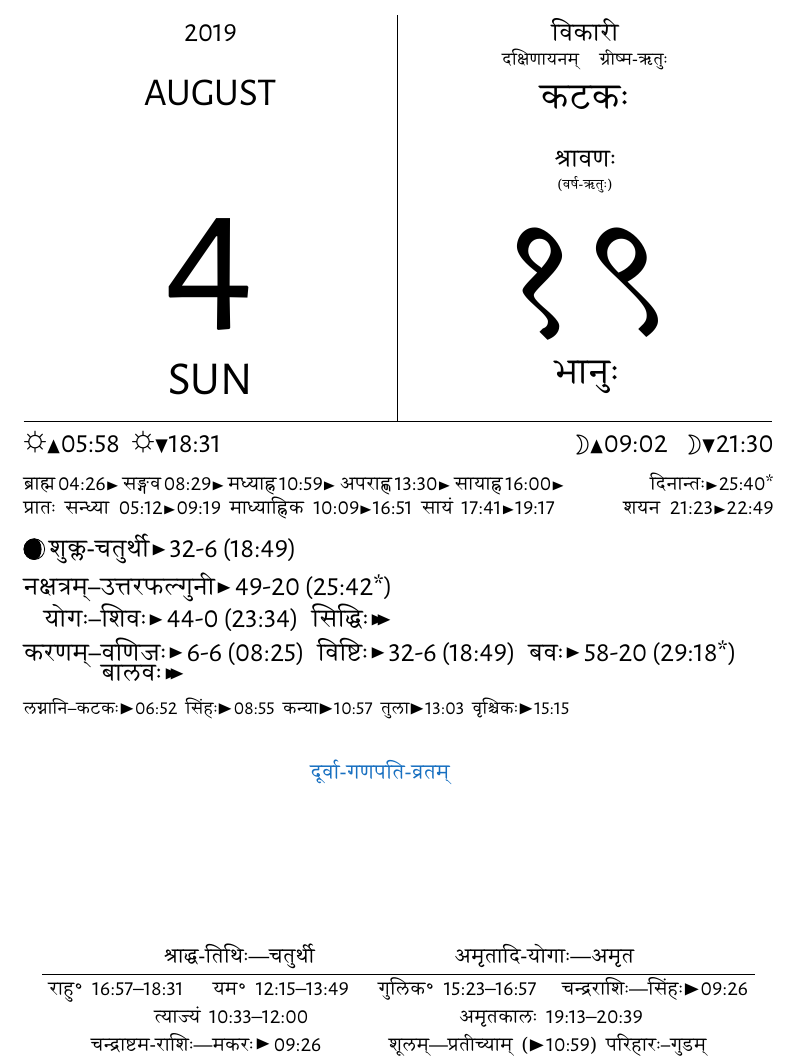 2019
AUGUST
4
SUN
विकारी
दक्षिणायनम् ग्रीष्म-ऋतुः
कटकः
श्रावणः
(वर्ष-ऋतुः)
१९
भानुः
☼▲05:58 ☼▼18:31 ☽▲09:02 ☽▼21:30
ब्राह्म 04:26► सङ्गव 08:29► मध्याह्न 10:59► अपराह्ण 13:30► सायाह्न 16:00► दिनान्तः►25:40*
प्रातः सन्ध्या 05:12►09:19 माध्याह्निक 10:09►16:51 सायं 17:41►19:17 शयन 21:23►22:49
शुक्ल-चतुर्थी►32-6 (18:49)
नक्षत्रम्–उत्तरफल्गुनी►49-20 (25:42*)
योगः–शिवः►44-0 (23:34) सिद्धिः►►
करणम्–वणिजः►6-6 (08:25) विष्टिः►32-6 (18:49) बवः►58-20 (29:18*)
बालवः►►
लग्नानि–कटकः►06:52 सिंहः►08:55 कन्या►10:57 तुला►13:03 वृश्चिकः►15:15
दूर्वा-गणपति-व्रतम्
श्राद्ध-तिथिः—चतुर्थी अमृतादि-योगाः—अमृत
राहु॰ 16:57–18:31 यम॰ 12:15–13:49 गुलिक॰ 15:23–16:57 चन्द्रराशिः—सिंहः►09:26
त्याज्यं 10:33–12:00 अमृतकालः 19:13–20:39
चन्द्राष्टम-राशिः—मकरः►09:26 शूलम्—प्रतीच्याम् (►10:59) परिहारः–गुडम्